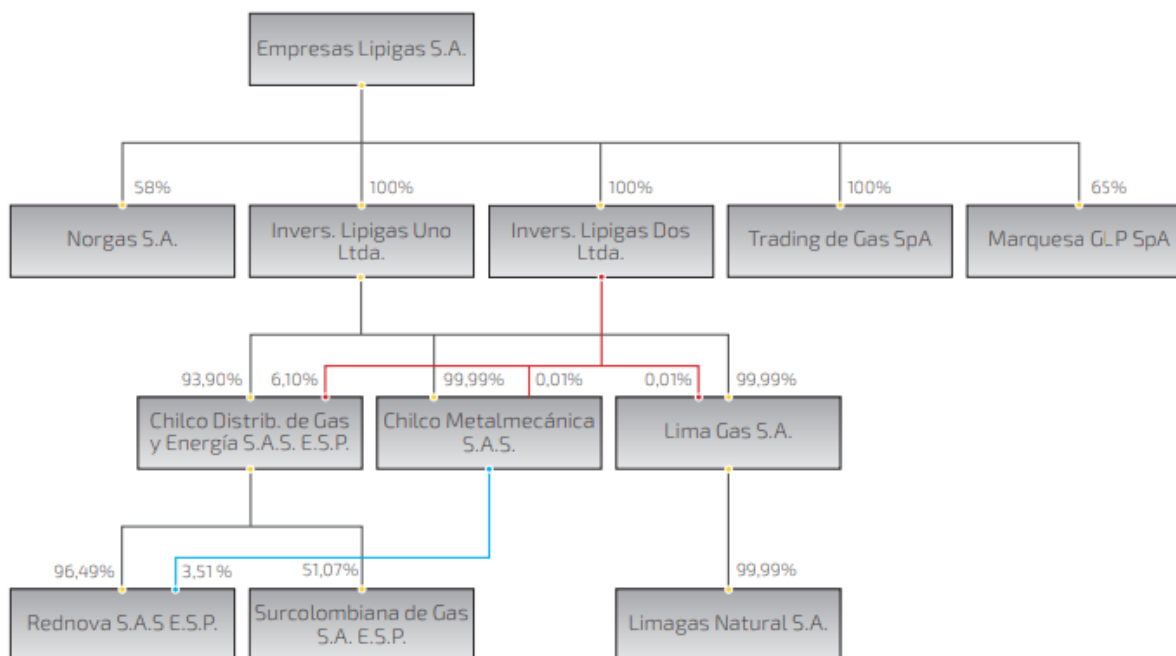 Empresas Lipigas S.A.
58%
100%
100%
100%
65%
Norgas S.A.
Invers. Lipigas Uno
Ltda.
Invers. Lipigas Dos
Ltda.
Trading de Gas SpA
Marquesa GLP SpA
93,90%
6,10%
99,99%
0,01%
0,01%
99,99%
Chilco Distrib. de Gas
y Energía S.A.S. E.S.P.
Chilco Metalmecánica
S.A.S.
Lima Gas S.A.
96,49%
3,51 %
51,07%
99,99%
Rednova S.A.S E.S.P.
Surcolombiana de Gas
S.A. E.S.P.
Limagas Natural S.A.